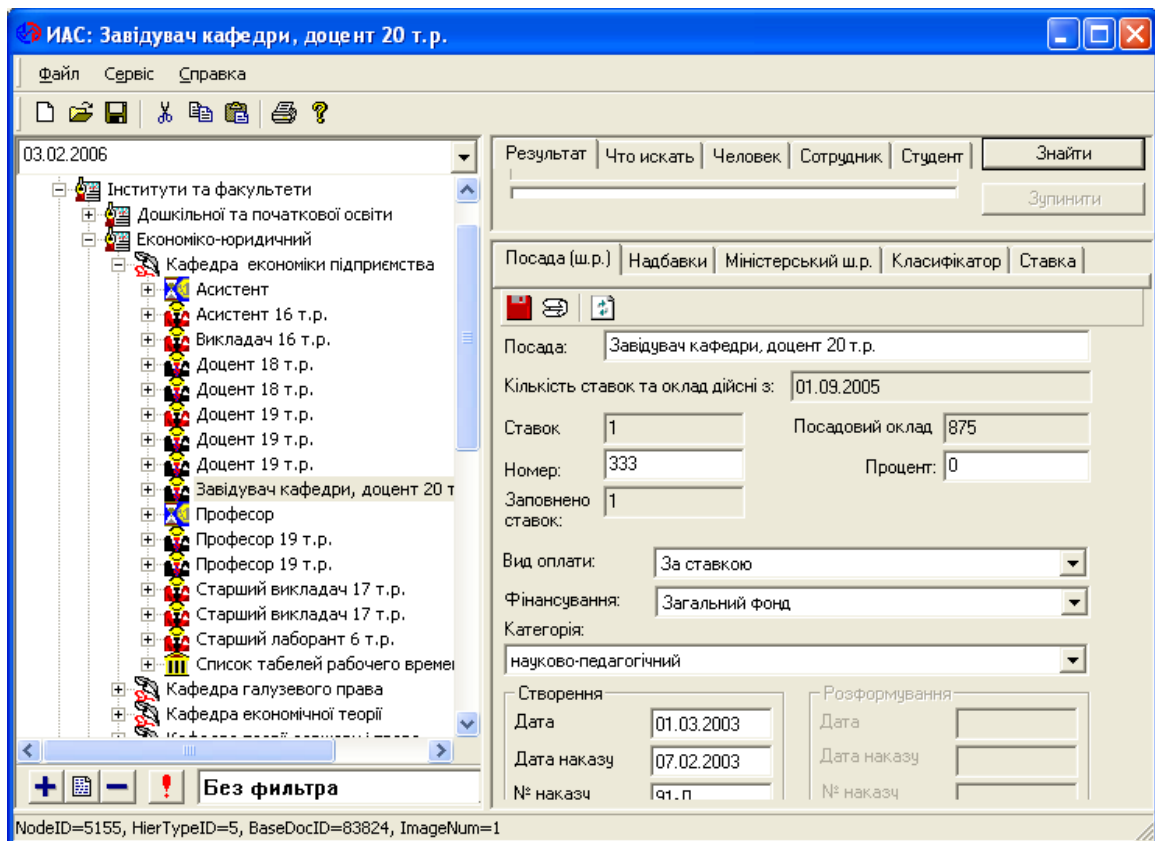 ИАС: Завідувач кафедри, доцент 20 т.р.
Файл Сервіс Справка
03.02.2006
Інститути та факультети
Дошкільної та початкової освіти
Економіко-юридичний
Кафедра економіки підприємства
Асистент
Асистент 16 т.р.
Викладач 16 т.р.
Доцент 18 т.р.
Доцент 18 т.р.
Доцент 19 т.р.
Доцент 19 т.р.
Доцент 19 т.р.
Завідувач кафедри, доцент 20 т
Професор
Професор 19 т.р.
Професор 19 т.р.
Старший викладач 17 т.р.
Старший викладач 17 т.р.
Старший лаборант 6 т.р.
Список табелей рабочего времен
Кафедра галузевого права
Кафедра економічної теорії
Без фильтра
Результат Что искать Человек Сотрудник Студент
Знайти
Зупинити
Посада (ш.р.) Надбавки Міністерський ш.р. Класифікатор Ставка
Посада: Завідувач кафедри, доцент 20 т.р.
Кількість ставок та оклад дійсні з: 01.09.2005
Ставок 1 Посадовий оклад 875
Номер: 333 Процент: 0
Заповнено ставок: 1
Вид оплати: За ставкою
Фінансування: Загальний фонд
Категорія:
науково-педагогічний
Створення
Дата 01.03.2003
Дата наказу 07.02.2003
№ наказу 91-Л
Розформування
Дата
Дата наказу
№ наказу
NodeID=5155, HierTypeID=5, BaseDocID=83824, ImageNum=1